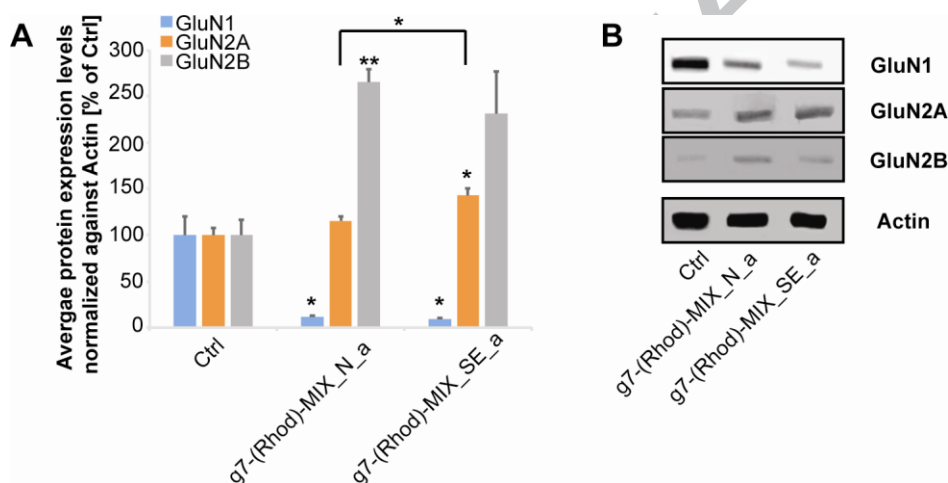 A
GluN1
GluN2A
GluN2B
Avergae protein expression levels
normalized against Actin [% of Ctrl]
300
250
200
150
100
50
0
*
**
*
*
*
Ctrl
g7-(Rhod)-MIX_N_a
g7-(Rhod)-MIX_SE_a
B
GluN1
GluN2A
GluN2B
Actin
Ctrl
g7-(Rhod)-MIX_N_a
g7-(Rhod)-MIX_SE_a